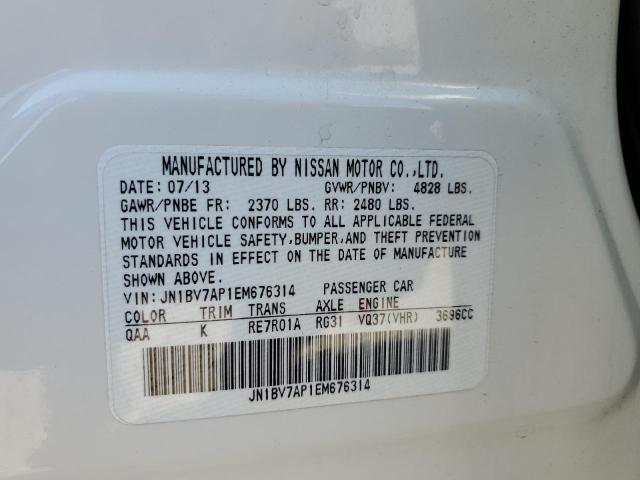 MANUFACTURED BY NISSAN MOTOR CO.,LTD.
DATE: 07/13 GVWR/PNBV: 4828 LBS.
GAWR/PNBE FR: 2370 LBS. RR: 2480 LBS.
THIS VEHICLE CONFORMS TO ALL APPLICABLE FEDERAL
MOTOR VEHICLE SAFETY,BUMPER,AND THEFT PREVENTION
STANDARDS IN EFFECT ON THE DATE OF MANUFACTURE
SHOWN ABOVE.
VIN: JN1BV7AP1EM676314 PASSENGER CAR
COLOR TRIM TRANS AXLE ENGINE
QAA K RE7R01A RG31 VQ37(VHR) 3696CC
JN1BV7AP1EM676314